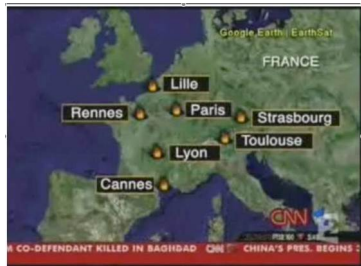 Google Earth / EarthSat
FRANCE
Lille
Rennes
Paris
Strasbourg
Toulouse
Lyon
Cannes
CNN
M CO-DEFENDANT KILLED IN BAGHDAD CNN CHINA'S PRES. BEGINS